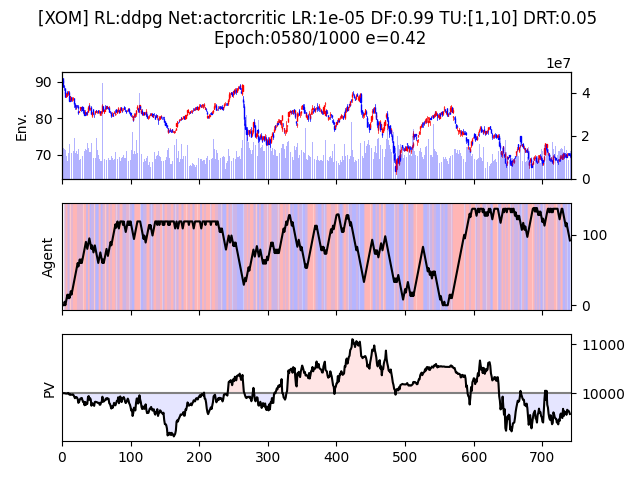 [XOM] RL:ddpg Net:actorcritic LR:1e-05 DF:0.99 TU:[1,10] DRT:0.05
Epoch:0580/1000 e=0.42
1e7
90
80
70
Env.
4
2
0
Agent
100
0
PV
11000
10000
0 100 200 300 400 500 600 700